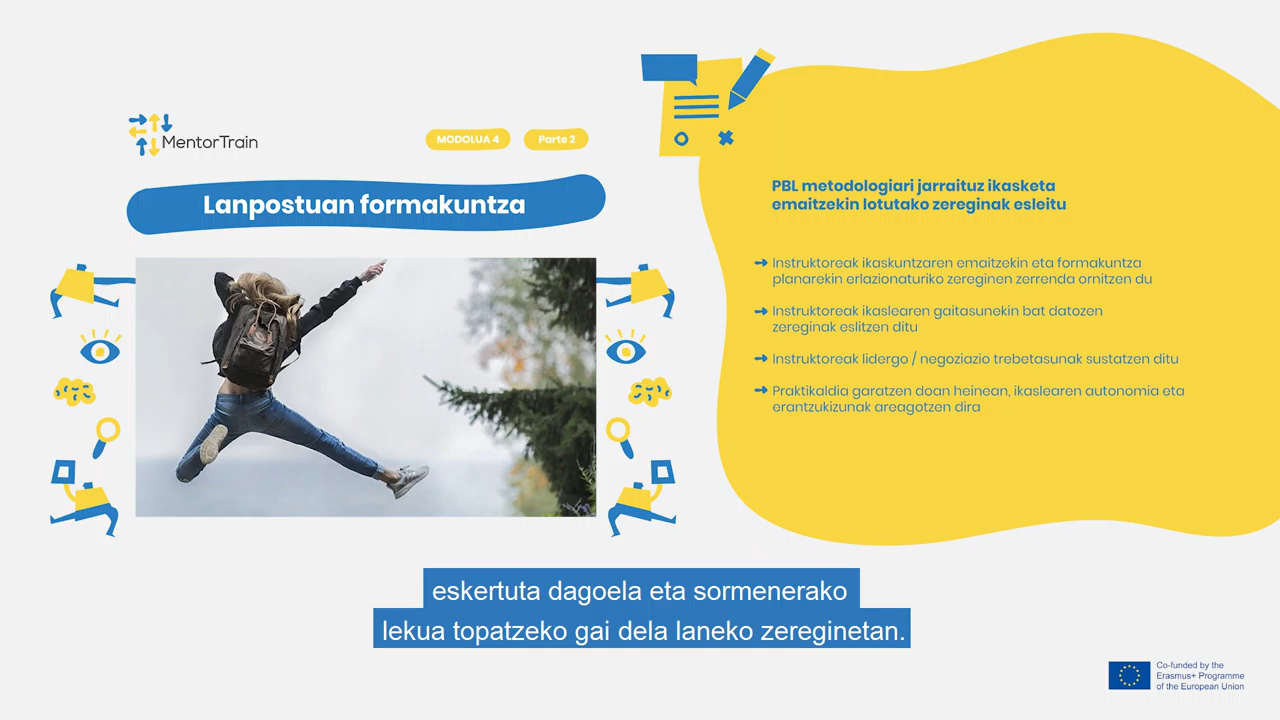 MentorTrain
MODOLUA 4
Parte 2
Lanpostuan formakuntza
PBL metodologiari jarraituz ikasketa
emaitzekin lotutako zereginak esleitu
Instruktoreak ikaskuntzaren emaitzekin eta formakuntza
planarekin erlazionaturiko zereginen zerrenda ornitzen du
Instruktoreak ikaslearen gaitasunekin bat datozen
zereginak eslitzen ditu
Instruktoreak lidergo / negoziazio trebetasunak sustatzen ditu
Praktikaldia garatzen doan heinean, ikaslearen autonomia eta
erantzukizunak areagotzen dira
eskertuta dagoela eta sormenerako
lekua topatzeko gai dela laneko zereginetan.
Co-funded by the
Erasmus+ Programme
of the European Union